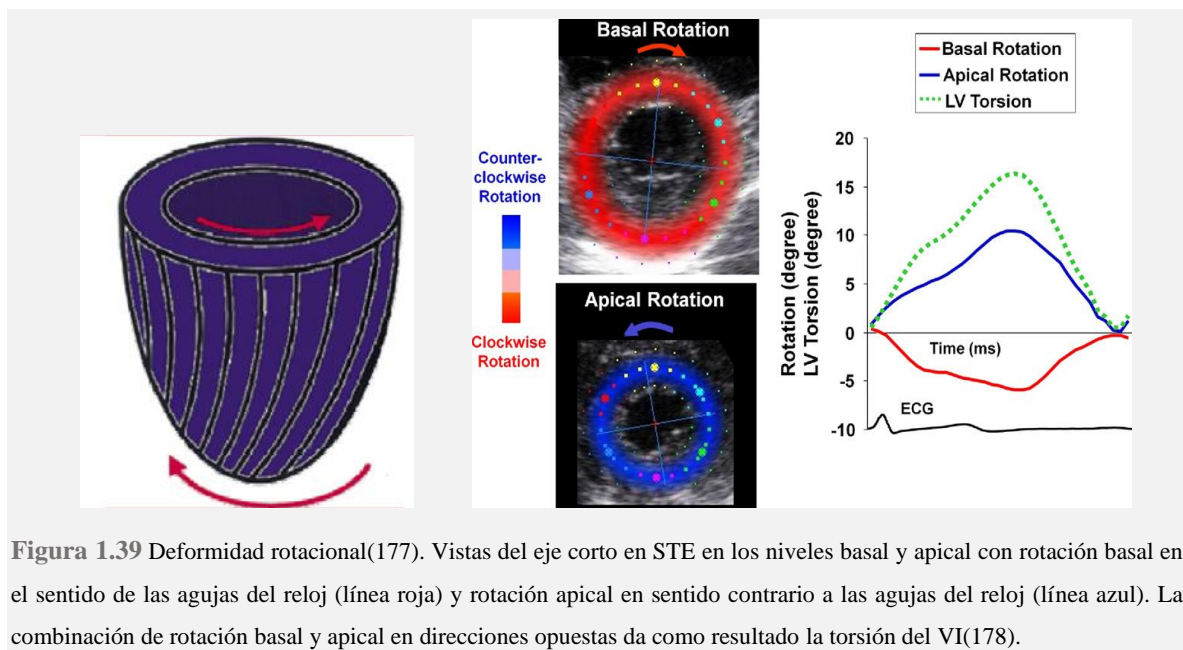 Basal Rotation
Counter-
clockwise
Rotation
Clockwise
Rotation
Apical Rotation
Basal Rotation
Apical Rotation
LV Torsion
Rotation (degree)
LV Torsion (degree)
20
15
10
5
0
-5
-10
Time (ms)
ECG
Figura 1.39 Deformidad rotacional(177). Vistas del eje corto en STE en los niveles basal y apical con rotación basal en
el sentido de las agujas del reloj (línea roja) y rotación apical en sentido contrario a las agujas del reloj (línea azul). La
combinación de rotación basal y apical en direcciones opuestas da como resultado la torsión del VI(178).